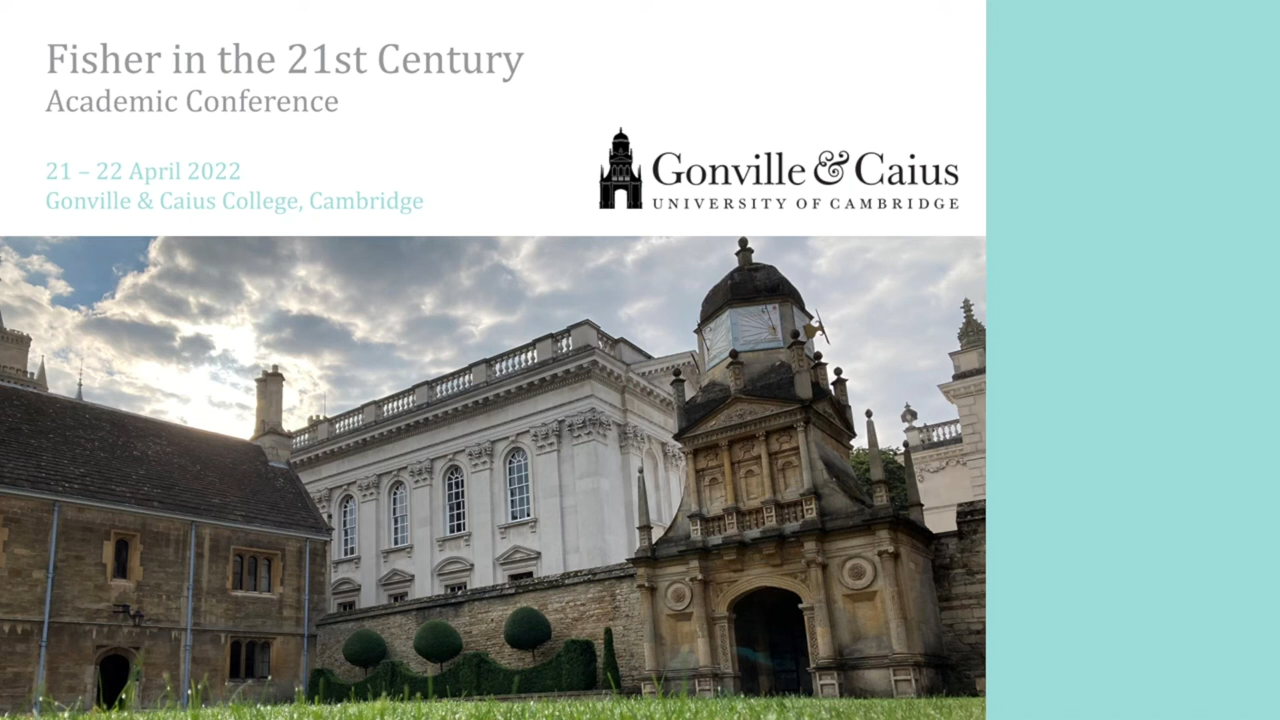 Fisher in the 21st Century
Academic Conference
21 – 22 April 2022
Gonville & Caius College, Cambridge
Gonville & Caius
UNIVERSITY OF CAMBRIDGE